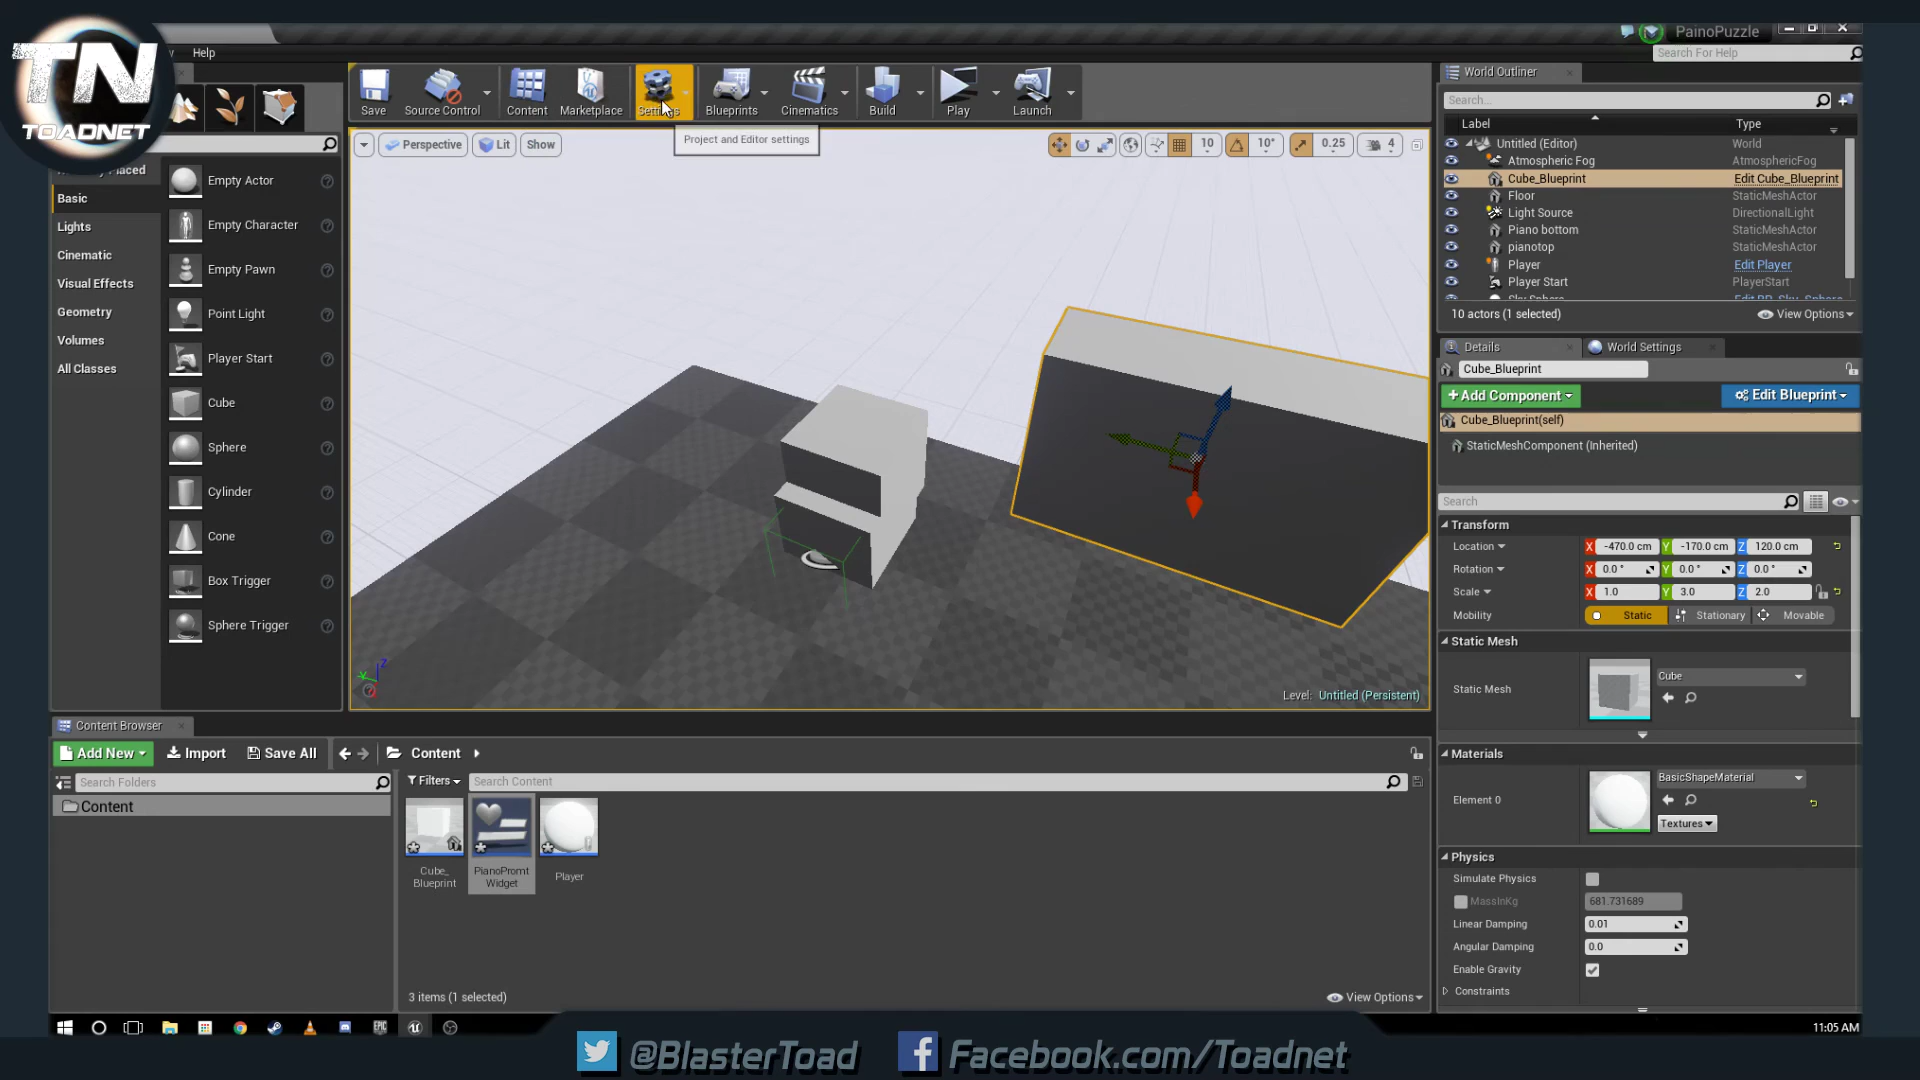 TN
TOADNET
Help
PainoPuzzle
Search For Help
Save
Source Control
Content
Marketplace
Settings
Blueprints
Cinematics
Build
Play
Launch
Project and Editor settings
Perspective
Lit
Show
10
10°
0.25
4
Placed
Basic
Lights
Cinematic
Visual Effects
Geometry
Volumes
All Classes
Empty Actor
Empty Character
Empty Pawn
Point Light
Player Start
Cube
Sphere
Cylinder
Cone
Box Trigger
Sphere Trigger
Z
Level: Untitled (Persistent)
World Outliner
Search...
Label Type
Untitled (Editor) World
Atmospheric Fog AtmosphericFog
Cube_Blueprint Edit Cube_Blueprint
Floor StaticMeshActor
Light Source DirectionalLight
Piano bottom StaticMeshActor
pianotop StaticMeshActor
Player Edit Player
Player Start PlayerStart
Sky Sphere Edit BP_Sky_Sphere
10 actors (1 selected) View Options
Details
World Settings
Cube_Blueprint
+Add Component
Edit Blueprint
Cube_Blueprint(self)
StaticMeshComponent (Inherited)
Search
Transform
Location X -470.0 cm Y -170.0 cm Z 120.0 cm
Rotation X 0.0 ° Y 0.0 ° Z 0.0 °
Scale X 1.0 Y 3.0 Z 2.0
Mobility Static Stationary Movable
Static Mesh
Static Mesh Cube
Materials
Element 0 BasicShapeMaterial
Textures
Physics
Simulate Physics
MassInKg 681.731689
Linear Damping 0.01
Angular Damping 0.0
Enable Gravity
Constraints
Content Browser
Add New
Import
Save All
Content
Search Folders
Content
Filters
Search Content
Cube_
Blueprint
PianoPromt
Widget
Player
3 items (1 selected)
View Options
EPIC
11:05 AM
@BlasterToad
Facebook.com/Toadnet